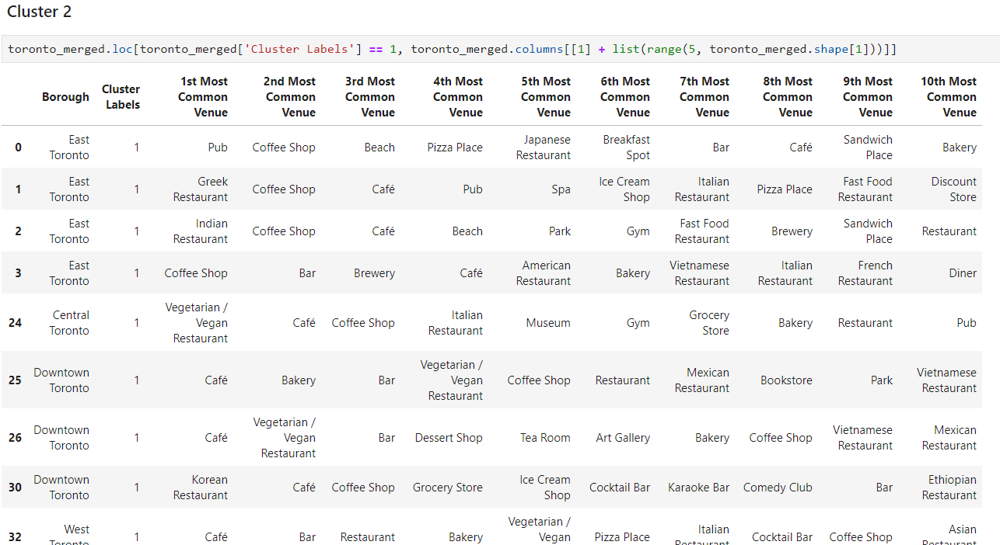 Cluster 2
toronto_merged.loc[toronto_merged['Cluster Labels'] == 1, toronto_merged.columns[[1] + list(range(5, toronto_merged.shape[1]))]]
Borough Cluster Labels 1st Most Common Venue 2nd Most Common Venue 3rd Most Common Venue 4th Most Common Venue 5th Most Common Venue 6th Most Common Venue 7th Most Common Venue 8th Most Common Venue 9th Most Common Venue 10th Most Common Venue
0 East Toronto 1 Pub Coffee Shop Beach Pizza Place Japanese Restaurant Breakfast Spot Bar Café Sandwich Place Bakery
1 East Toronto 1 Greek Restaurant Coffee Shop Café Pub Spa Ice Cream Shop Italian Restaurant Pizza Place Fast Food Restaurant Discount Store
2 East Toronto 1 Indian Restaurant Coffee Shop Café Beach Park Gym Fast Food Restaurant Brewery Sandwich Place Restaurant
3 East Toronto 1 Coffee Shop Bar Brewery Café American Restaurant Bakery Vietnamese Restaurant Italian Restaurant French Restaurant Diner
24 Central Toronto 1 Vegetarian / Vegan Restaurant Café Coffee Shop Italian Restaurant Museum Gym Grocery Store Bakery Restaurant Pub
25 Downtown Toronto 1 Café Bakery Bar Vegetarian / Vegan Restaurant Coffee Shop Restaurant Mexican Restaurant Bookstore Park Vietnamese Restaurant
26 Downtown Toronto 1 Café Vegetarian / Vegan Restaurant Bar Dessert Shop Tea Room Art Gallery Bakery Coffee Shop Vietnamese Restaurant Mexican Restaurant
30 Downtown Toronto 1 Korean Restaurant Café Coffee Shop Grocery Store Ice Cream Shop Cocktail Bar Karaoke Bar Comedy Club Bar Ethiopian Restaurant
32 West Toronto 1 Café Bar Restaurant Bakery Vegetarian / Vegan Pizza Place Italian Restaurant Cocktail Bar Coffee Shop Asian Restaurant